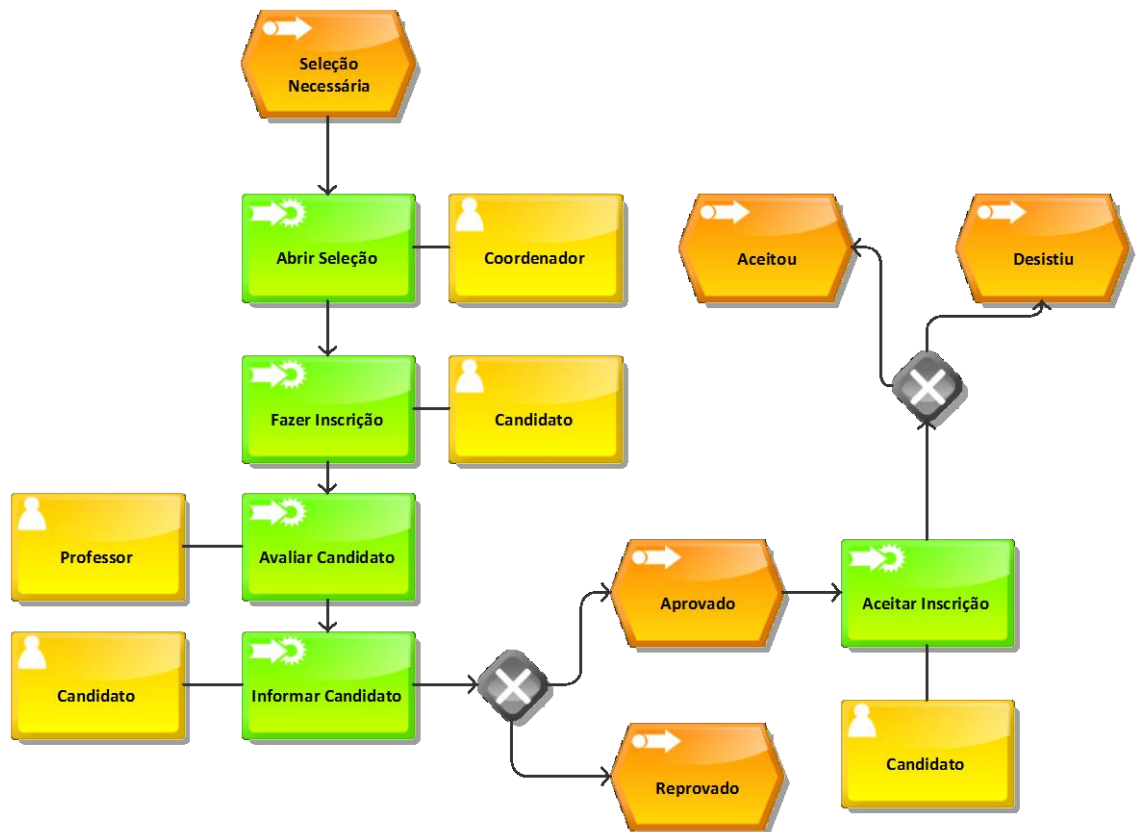 Seleção
Necessária
Abrir Seleção
Coordenador
Aceitou
Desistiu
Fazer Inscrição
Candidato
Professor
Avaliar Candidato
Aprovado
Aceitar Inscrição
Candidato
Informar Candidato
Reprovado
Candidato